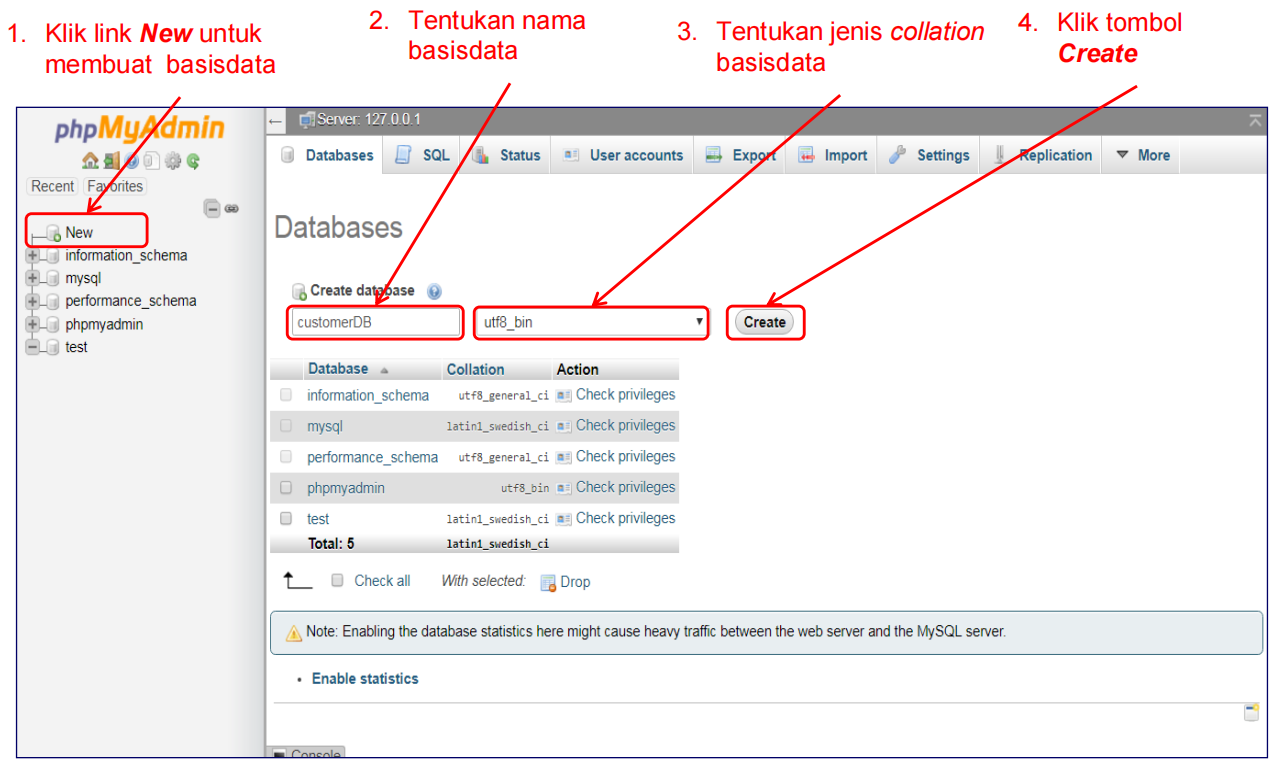 1. Klik link New untuk
membuat basisdata
2. Tentukan nama
basisdata
3. Tentukan jenis collation
basisdata
4. Klik tombol
Create
phpMyAdmin
Recent Favorites
New
information_schema
mysql
performance_schema
phpmyadmin
test
Server: 127.0.0.1
Databases SQL Status User accounts Export Import Settings Replication More
Databases
Create database
customerDB utf8_bin Create
Database Collation Action
information_schema utf8_general_ci Check privileges
mysql latin1_swedish_ci Check privileges
performance_schema utf8_general_ci Check privileges
phpmyadmin utf8_bin Check privileges
test latin1_swedish_ci Check privileges
Total: 5 latin1_swedish_ci
Check all With selected: Drop
Note: Enabling the database statistics here might cause heavy traffic between the web server and the MySQL server.
• Enable statistics
Console